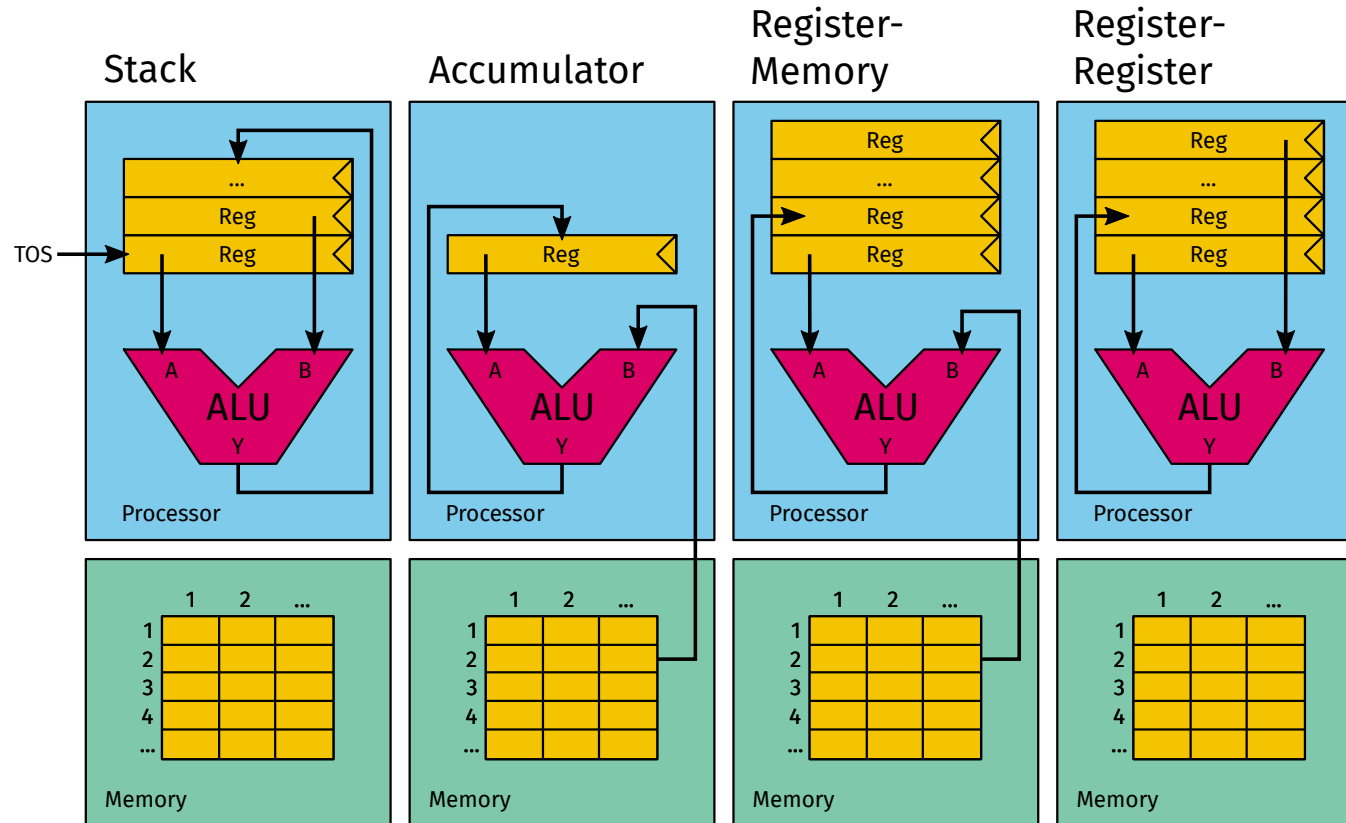 Stack
Accumulator
Register-
Memory
Register-
Register
...
Reg
TOS
Reg
A
B
ALU
Y
Processor
Reg
A
B
ALU
Y
Processor
Reg
...
Reg
Reg
A
B
ALU
Y
Processor
Reg
...
Reg
Reg
A
B
ALU
Y
Processor
1 2 ...
1
2
3
4
...
Memory
1 2 ...
1
2
3
4
...
Memory
1 2 ...
1
2
3
4
...
Memory
1 2 ...
1
2
3
4
...
Memory